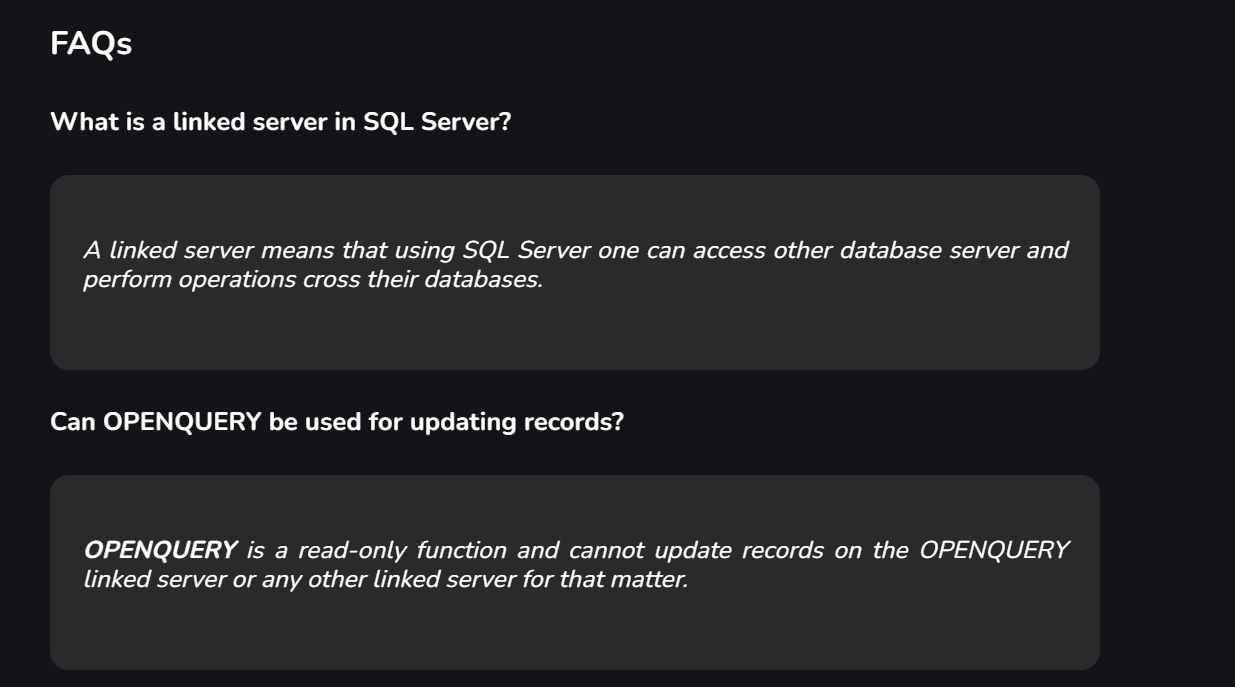 FAQs
What is a linked server in SQL Server?
A linked server means that using SQL Server one can access other database server and
perform operations cross their databases.
Can OPENQUERY be used for updating records?
OPENQUERY is a read-only function and cannot update records on the OPENQUERY
linked server or any other linked server for that matter.